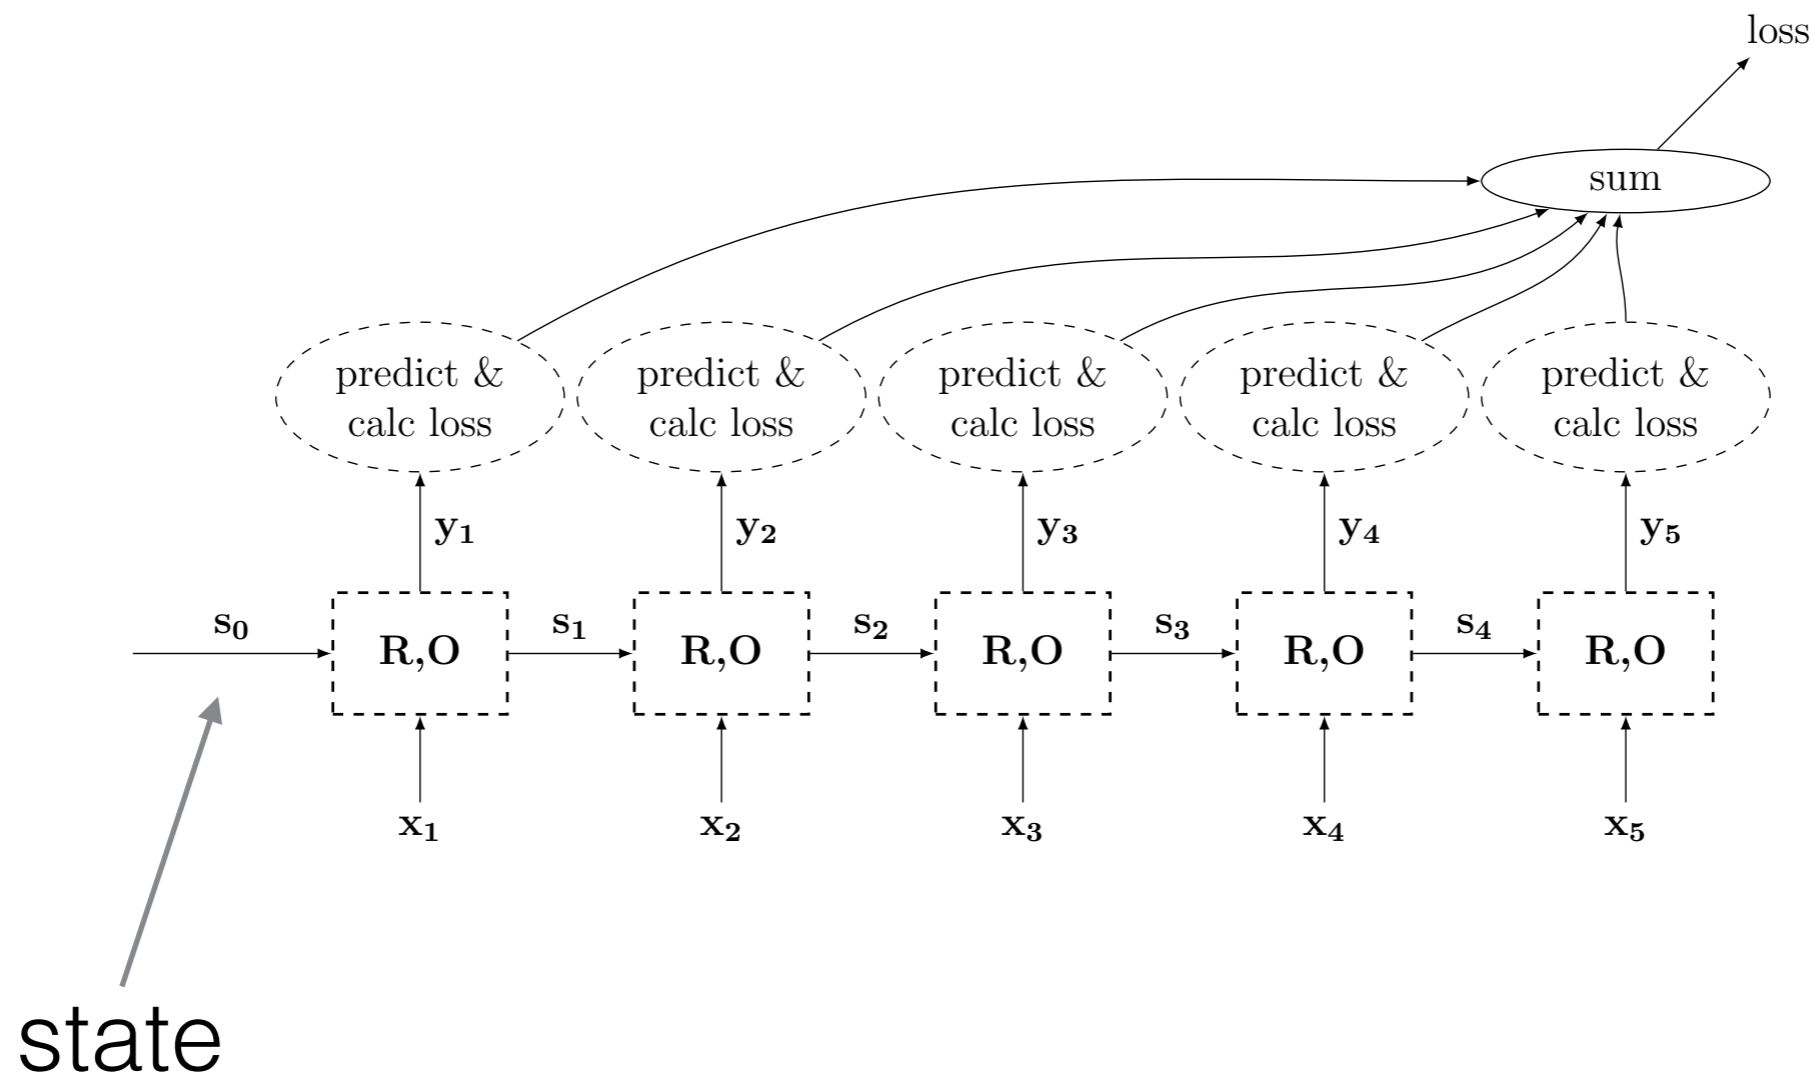 loss
sum
predict & predict & predict & predict & predict &
calc loss calc loss calc loss calc loss calc loss
y₁ y₂ y₃ y₄ y₅
s₀ s₁ s₂ s₃ s₄
R,O R,O R,O R,O R,O
x₁ x₂ x₃ x₄ x₅
state